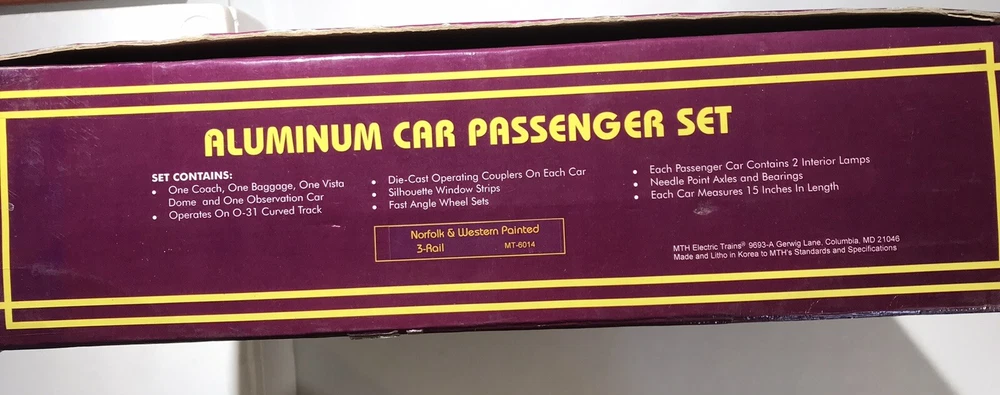 ALUMINUM CAR PASSENGER SET
SET CONTAINS:
• One Coach, One Baggage, One Vista
Dome and One Observation Car
• Operates On O-31 Curved Track
• Die-Cast Operating Couplers On Each Car
• Silhouette Window Strips
• Fast Angle Wheel Sets
• Each Passenger Car Contains 2 Interior Lamps
• Needle Point Axles and Bearings
• Each Car Measures 15 Inches In Length
Norfolk & Western Painted
3-Rail MT-6014
MTH Electric Trains® 9693-A Gerwig Lane, Columbia, MD 21046
Made and Litho in Korea to MTH's Standards and Specifications